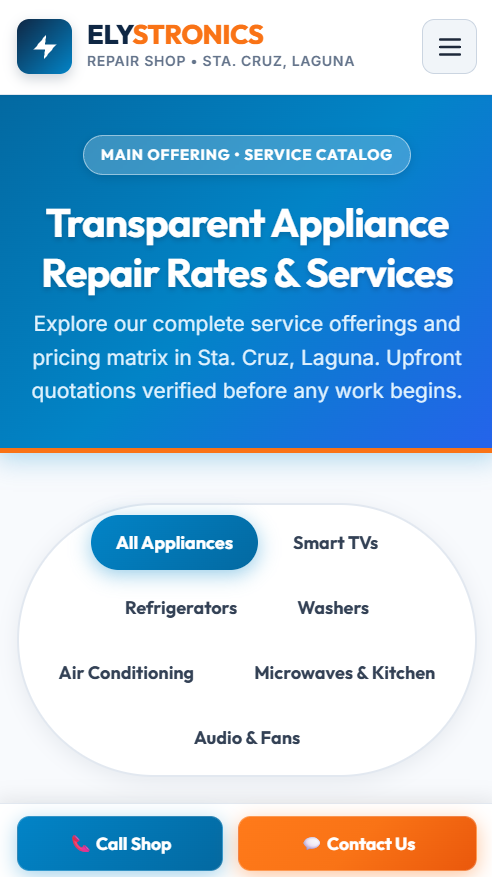 ELYSTRONICS
REPAIR SHOP • STA. CRUZ, LAGUNA
MAIN OFFERING • SERVICE CATALOG
Transparent Appliance
Repair Rates & Services
Explore our complete service offerings and
pricing matrix in Sta. Cruz, Laguna. Upfront
quotations verified before any work begins.
All Appliances
Smart TVs
Refrigerators
Washers
Air Conditioning
Microwaves & Kitchen
Audio & Fans
Call Shop
Contact Us